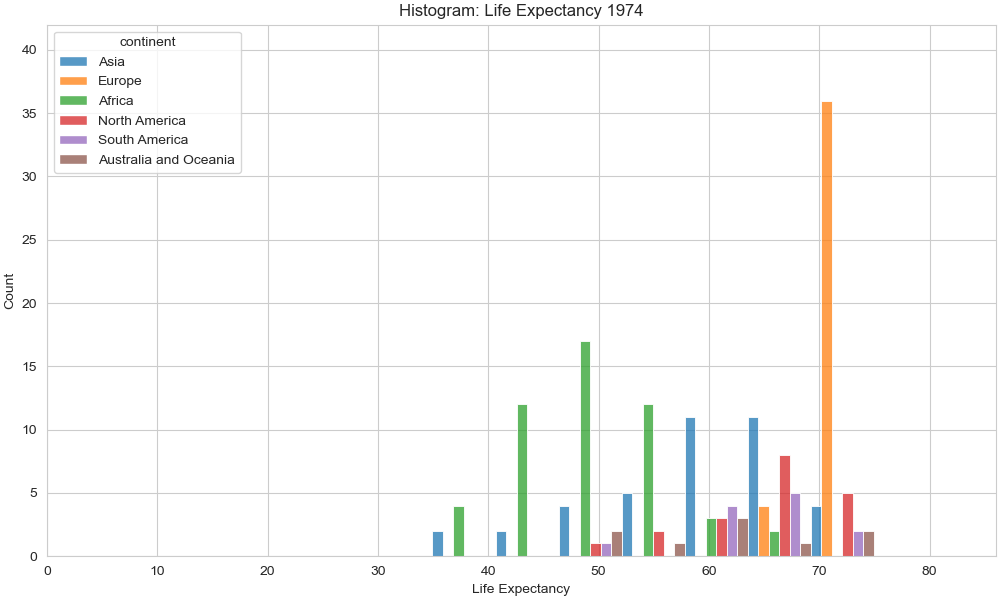 Histogram: Life Expectancy 1974
continent
Asia
Europe
Africa
North America
South America
Australia and Oceania
40
35
30
25
20
15
10
5
0
Count
0 10 20 30 40 50 60 70 80
Life Expectancy